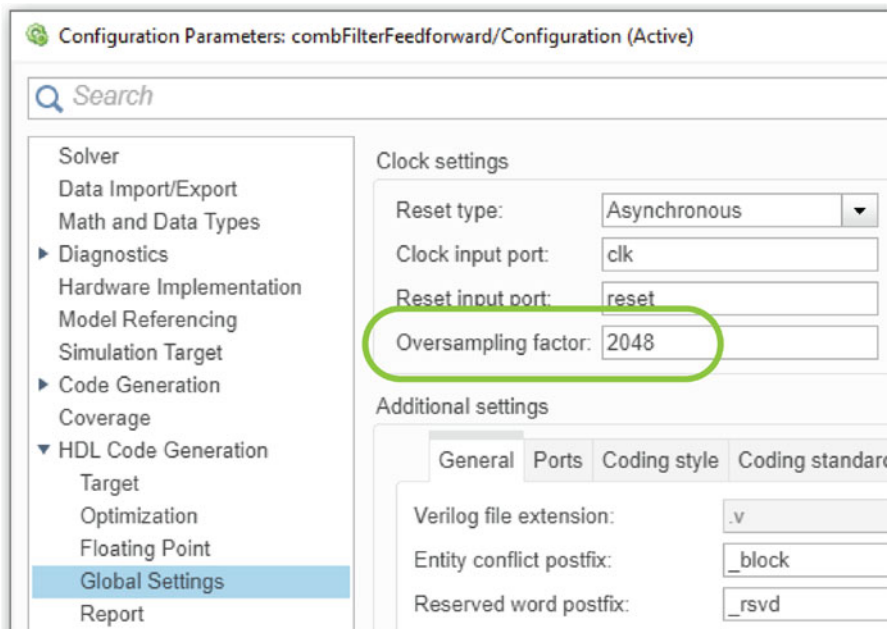 Configuration Parameters: combFilterFeedforward/Configuration (Active)
Search
Solver
Data Import/Export
Math and Data Types
Diagnostics
Hardware Implementation
Model Referencing
Simulation Target
Code Generation
Coverage
HDL Code Generation
Target
Optimization
Floating Point
Global Settings
Report
Clock settings
Reset type: Asynchronous
Clock input port: clk
Reset input port: reset
Oversampling factor: 2048
Additional settings
General Ports Coding style Coding standard
Verilog file extension: .v
Entity conflict postfix: _block
Reserved word postfix: _rsvd